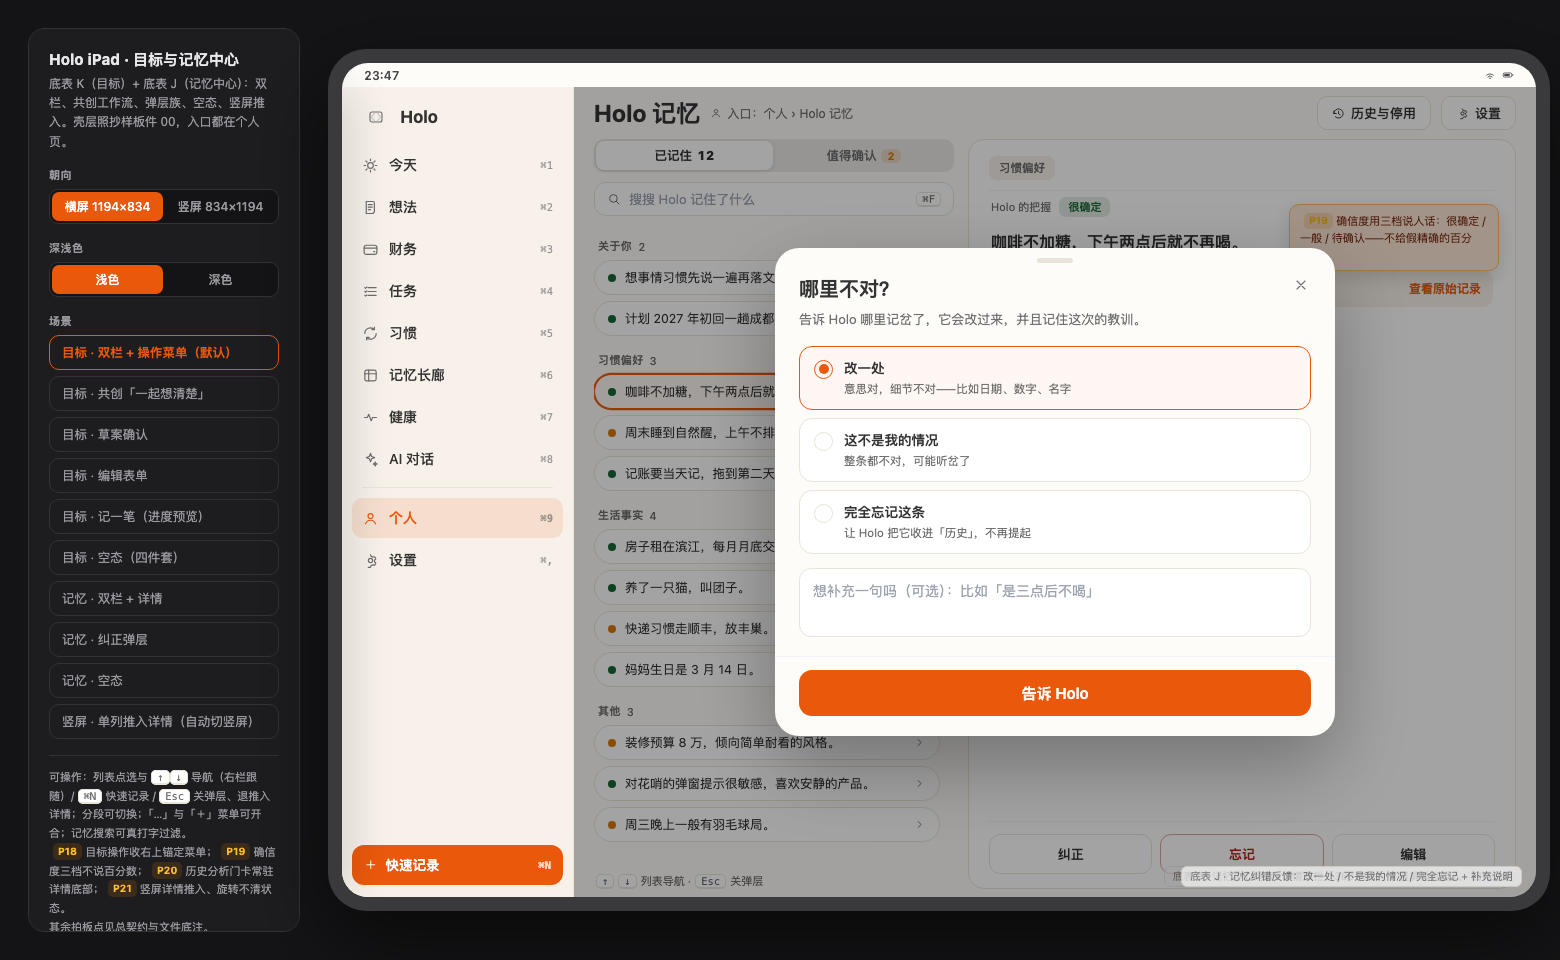 Holo iPad · 目标与记忆中心
底表 K（目标）+ 底表 J（记忆中心）：双
栏、共创工作流、弹层族、空态、竖屏推
入。壳层照抄样板件 00，入口都在个人
页。
朝向
横屏 1194×834
竖屏 834×1194
深浅色
浅色
深色
场景
目标 · 双栏 + 操作菜单（默认）
目标 · 共创「一起想清楚」
目标 · 草案确认
目标 · 编辑表单
目标 · 记一笔（进度预览）
目标 · 空态（四件套）
记忆 · 双栏 + 详情
记忆 · 纠正弹层
记忆 · 空态
竖屏 · 单列推入详情（自动切竖屏）
可操作：列表点选与 ↑ ↓ 导航（右栏跟
随）/ ⌘N 快速记录 / Esc 关弹层、退推入
详情；分段可切换；「…」与「＋」菜单可开
合；记忆搜索可真打字过滤。
P18 目标操作收右上锚定菜单； P19 确信
度三档不说百分数； P20 历史分析门卡常驻
详情底部； P21 竖屏详情推入、旋转不清状
态。
其余拍板点见总契约与文件底注。
23:47
Holo
今天 ⌘1
想法 ⌘2
财务 ⌘3
任务 ⌘4
习惯 ⌘5
记忆长廊 ⌘6
健康 ⌘7
AI 对话 ⌘8
个人 ⌘9
设置 ⌘,
+ 快速记录 ⌘N
Holo 记忆
入口：个人 › Holo 记忆
历史与停用
设置
已记住 12
值得确认 2
搜搜 Holo 记住了什么 ⌘F
关于你 2
想事情习惯先说一遍再落文
计划 2027 年初回一趟成都
习惯偏好 3
咖啡不加糖，下午两点后就
周末睡到自然醒，上午不排
记账要当天记，拖到第二天
生活事实 4
房子租在滨江，每月月底交
养了一只猫，叫团子。
快递习惯走顺丰，放丰巢。
妈妈生日是 3 月 14 日。
其他 3
装修预算 8 万，倾向简单耐看的风格。
对花哨的弹窗提示很敏感，喜欢安静的产品。
周三晚上一般有羽毛球局。
↑ ↓ 列表导航 · Esc 关弹层
习惯偏好
Holo 的把握 很确定
咖啡不加糖，下午两点后就不再喝。
P19 确信度用三档说人话：很确定 /
一般 / 待确认——不给假精确的百分
查看原始记录
哪里不对？
告诉 Holo 哪里记岔了，它会改过来，并且记住这次的教训。
改一处
意思对，细节不对——比如日期、数字、名字
这不是我的情况
整条都不对，可能听岔了
完全忘记这条
让 Holo 把它收进「历史」，不再提起
想补充一句吗（可选）：比如「是三点后不喝」
告诉 Holo
纠正
忘记
编辑
底表 J · 记忆纠错反馈：改一处 / 不是我的情况 / 完全忘记 + 补充说明